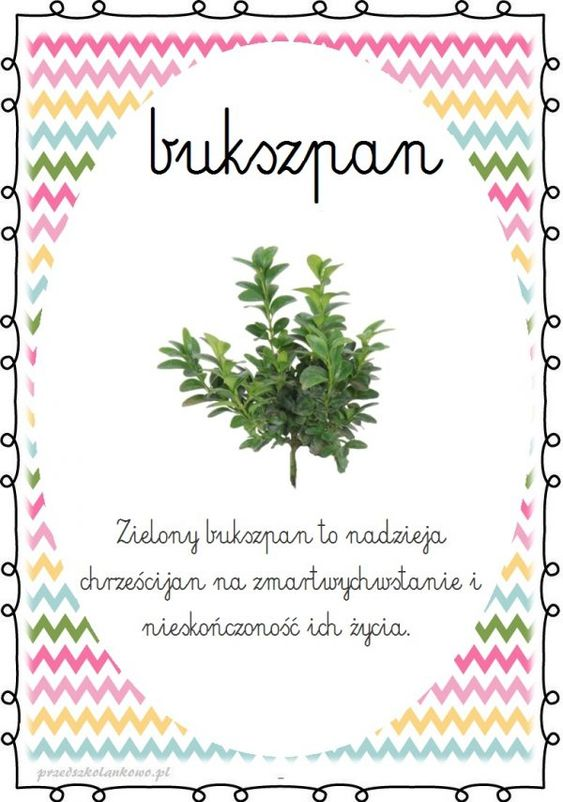 bukszpan
Zielony bukszpan to nadzieja
chrześcijan na zmartwychwstanie i
nieskończoność ich życia.
przedszkolankowo.pl